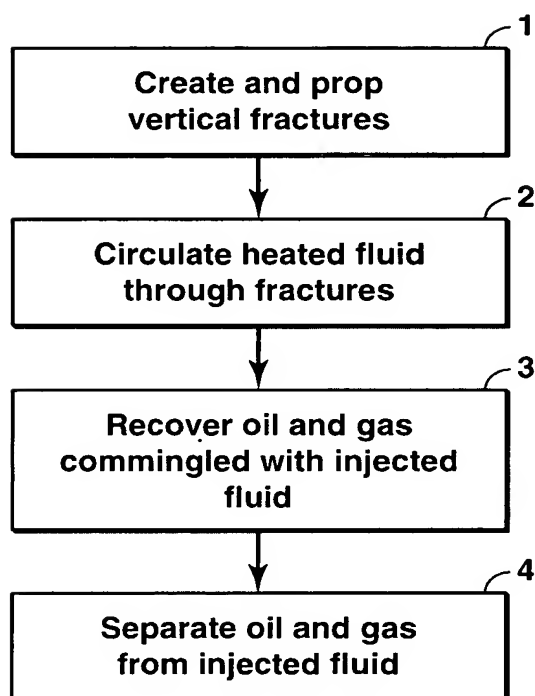 1
Create and prop
vertical fractures
2
Circulate heated fluid
through fractures
3
Recover oil and gas
commingled with injected
fluid
4
Separate oil and gas
from injected fluid